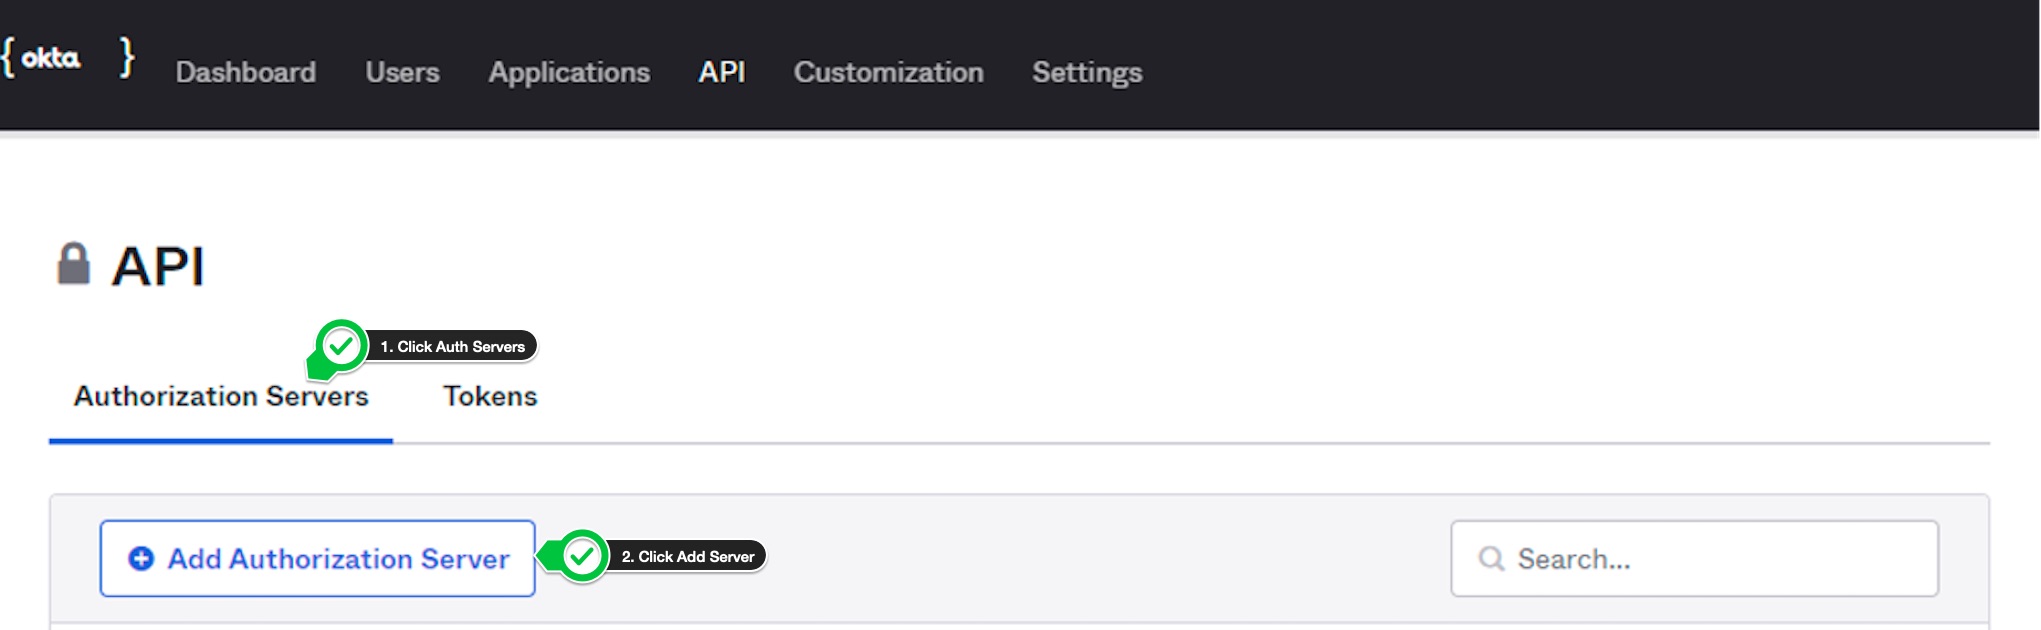 { okta }
Dashboard Users Applications API Customization Settings
API
1. Click Auth Servers
Authorization Servers Tokens
Add Authorization Server
2. Click Add Server
Search...